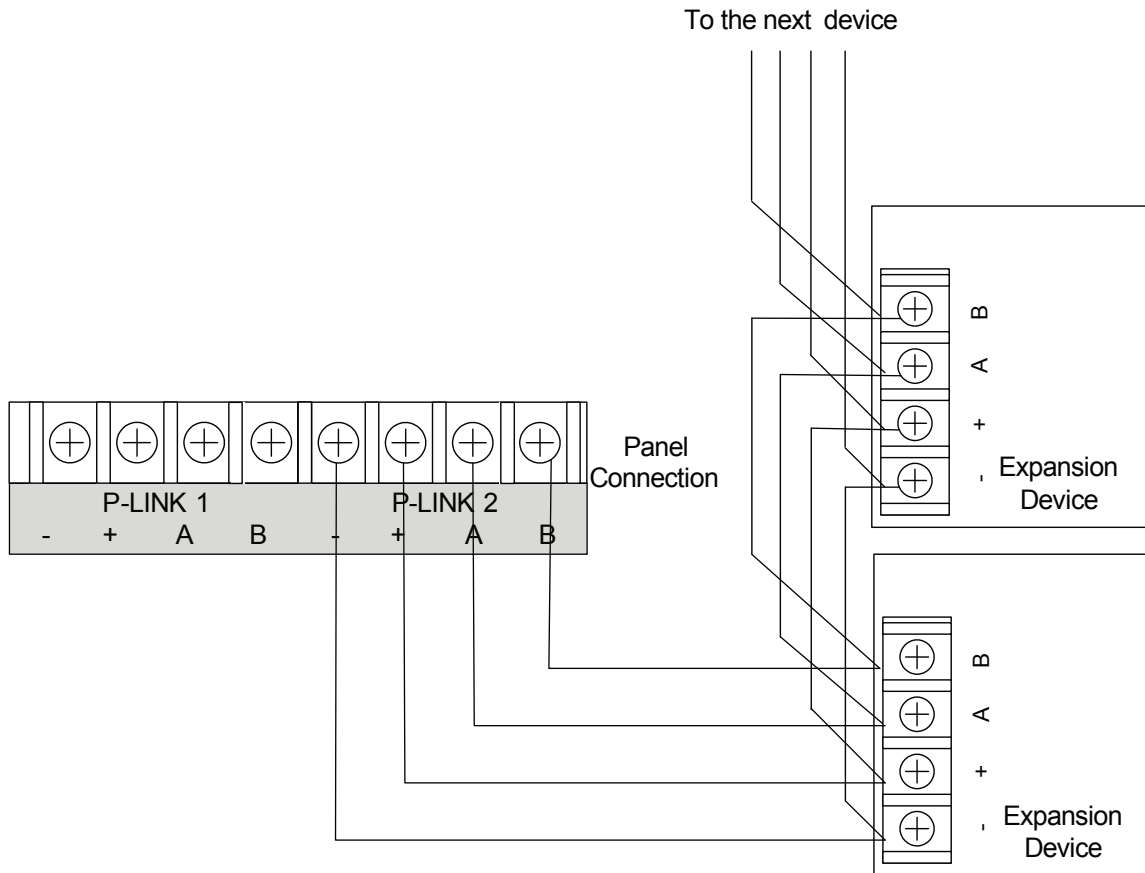 To the next device
B
A
+
-
Expansion
Device
Panel
Connection
P-LINK 1 P-LINK 2
- + A B - + A B
B
A
+
-
Expansion
Device